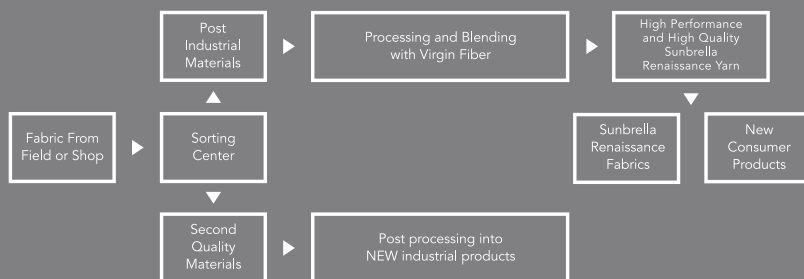 Post
Industrial
Materials
Processing and Blending
with Virgin Fiber
High Performance
and High Quality
Sunbrella
Renaissance Yarn
Fabric From
Field or Shop
Sorting
Center
Sunbrella
Renaissance
Fabrics
New
Consumer
Products
Second
Quality
Materials
Post processing into
NEW industrial products